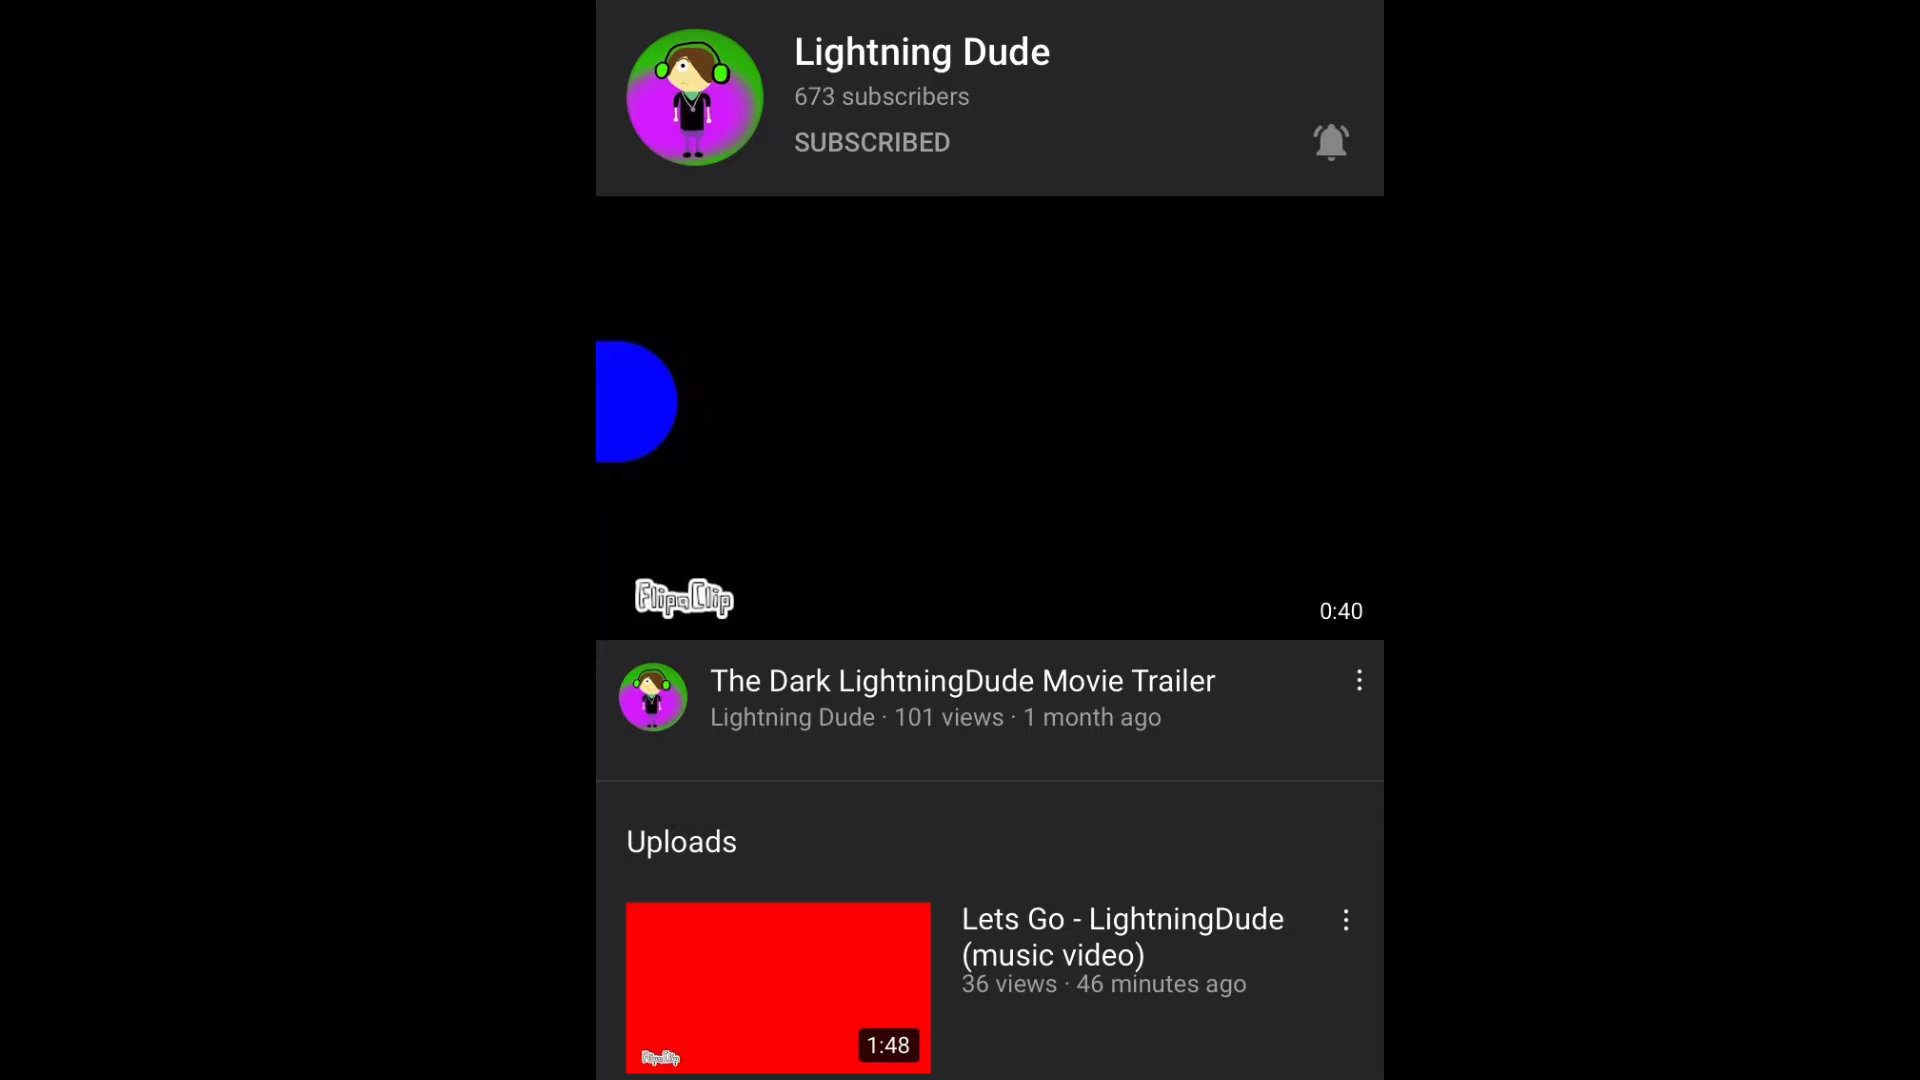 Lightning Dude
673 subscribers
SUBSCRIBED
FlipaClip
0:40
The Dark LightningDude Movie Trailer
Lightning Dude · 101 views · 1 month ago
Uploads
Lets Go - LightningDude
(music video)
36 views · 46 minutes ago
1:48
FlipaClip